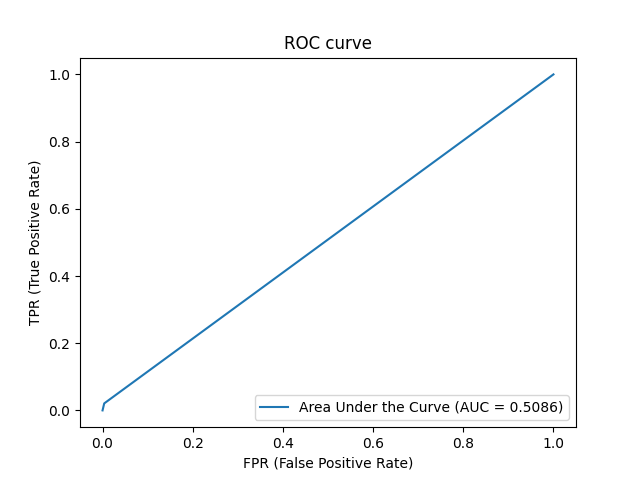 ROC curve
TPR (True Positive Rate)
1.0
0.8
0.6
0.4
0.2
0.0
Area Under the Curve (AUC = 0.5086)
0.0 0.2 0.4 0.6 0.8 1.0
FPR (False Positive Rate)